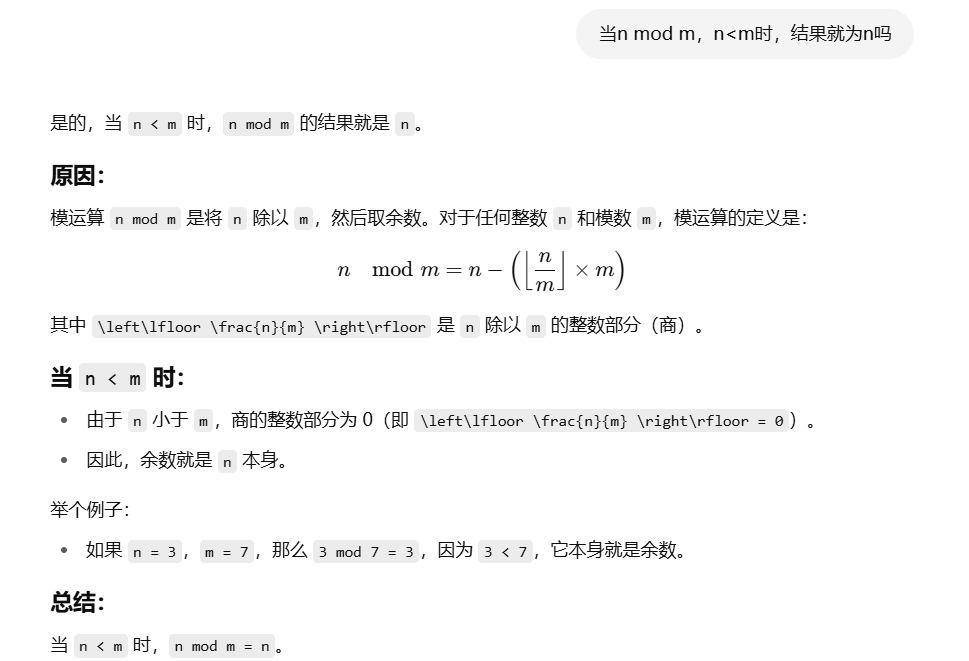 当n mod m，n<m时，结果就为n吗
是的，当 n < m 时，n mod m 的结果就是 n。
原因：
模运算 n mod m 是将 n 除以 m，然后取余数。对于任何整数 n 和模数 m，模运算的定义是：
n mod m = n − (⌊n/m⌋ × m)
其中 \left\lfloor \frac{n}{m} \right\rfloor 是 n 除以 m 的整数部分（商）。
当 n < m 时：
• 由于 n 小于 m，商的整数部分为 0（即 \left\lfloor \frac{n}{m} \right\rfloor = 0）。
• 因此，余数就是 n 本身。
举个例子：
• 如果 n = 3，m = 7，那么 3 mod 7 = 3，因为 3 < 7，它本身就是余数。
总结：
当 n < m 时，n mod m = n。